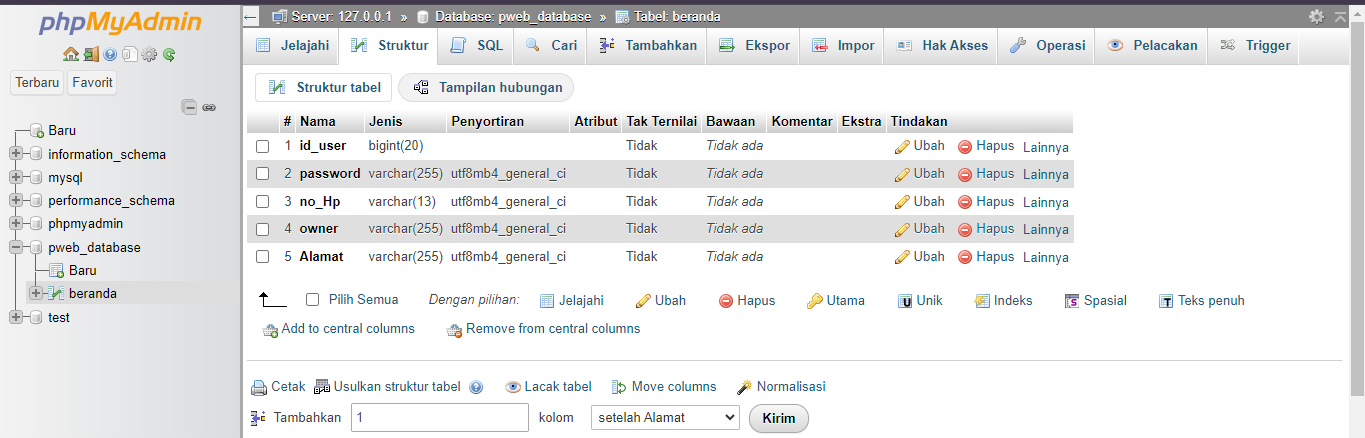 phpMyAdmin
Terbaru Favorit
Baru
information_schema
mysql
performance_schema
phpmyadmin
pweb_database
Baru
beranda
test
Server: 127.0.0.1 » Database: pweb_database » Tabel: beranda
Jelajahi Struktur SQL Cari Tambahkan Ekspor Impor Hak Akses Operasi Pelacakan Trigger
Struktur tabel Tampilan hubungan
# Nama Jenis Penyortiran Atribut Tak Ternilai Bawaan Komentar Ekstra Tindakan
1 id_user bigint(20) Tidak Tidak ada Ubah Hapus Lainnya
2 password varchar(255) utf8mb4_general_ci Tidak Tidak ada Ubah Hapus Lainnya
3 no_Hp varchar(13) utf8mb4_general_ci Tidak Tidak ada Ubah Hapus Lainnya
4 owner varchar(255) utf8mb4_general_ci Tidak Tidak ada Ubah Hapus Lainnya
5 Alamat varchar(255) utf8mb4_general_ci Tidak Tidak ada Ubah Hapus Lainnya
Pilih Semua Dengan pilihan: Jelajahi Ubah Hapus Utama Unik Indeks Spasial Teks penuh
Add to central columns Remove from central columns
Cetak Usulkan struktur tabel Lacak tabel Move columns Normalisasi
Tambahkan 1 kolom setelah Alamat Kirim